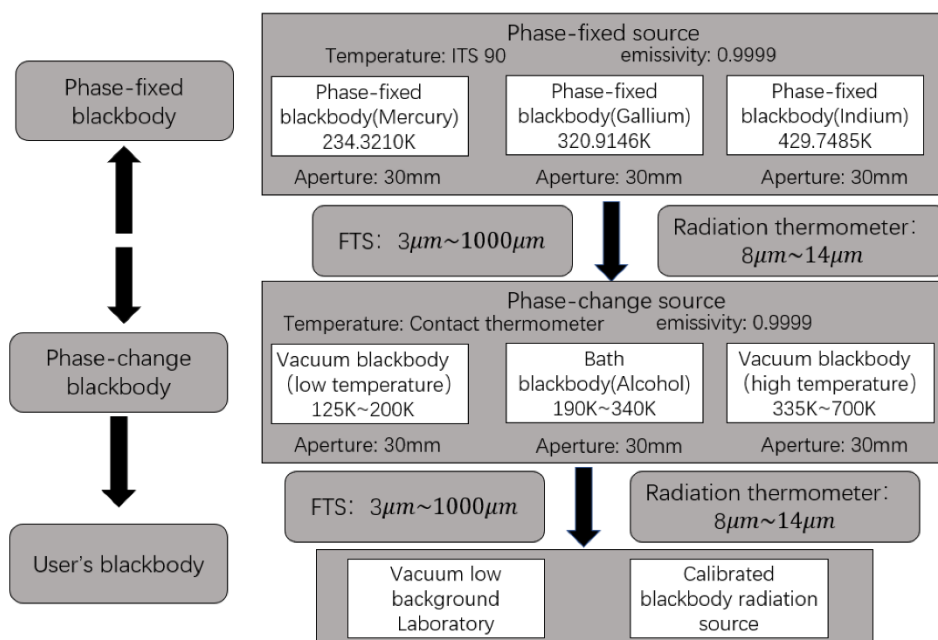 Phase-fixed
blackbody
Phase-change
blackbody
User's blackbody
Phase-fixed source
Temperature: ITS 90 emissivity: 0.9999
Phase-fixed
blackbody(Mercury)
234.3210K
Phase-fixed
blackbody(Gallium)
320.9146K
Phase-fixed
blackbody(Indium)
429.7485K
Aperture: 30mm Aperture: 30mm Aperture: 30mm
FTS: 3μm~1000μm
Radiation thermometer:
8μm~14μm
Phase-change source
Temperature: Contact thermometer emissivity: 0.9999
Vacuum blackbody
(low temperature)
125K~200K
Bath
blackbody(Alcohol)
190K~340K
Vacuum blackbody
(high temperature)
335K~700K
Aperture: 30mm Aperture: 30mm Aperture: 30mm
FTS: 3μm~1000μm
Radiation thermometer:
8μm~14μm
Vacuum low
background
Laboratory
Calibrated
blackbody radiation
source